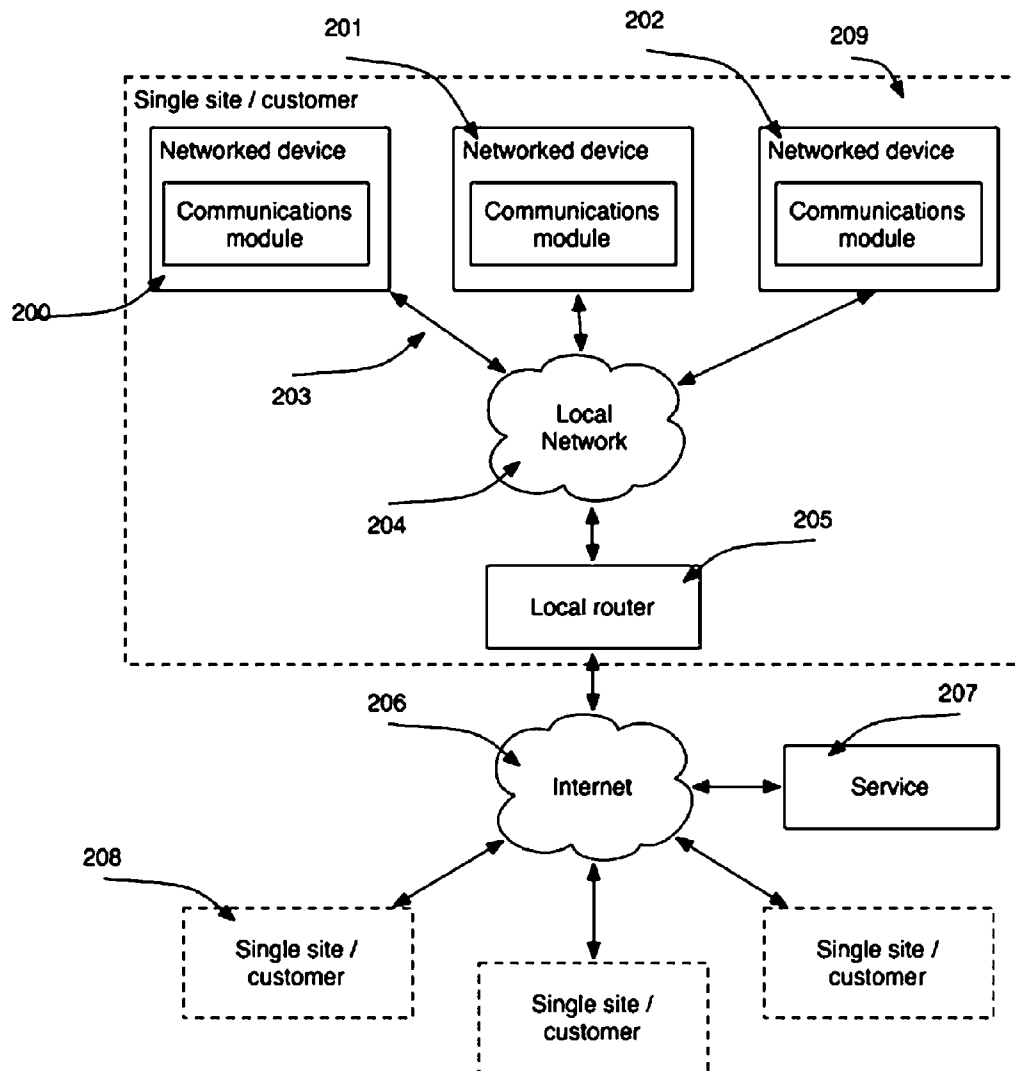 201
202
209
Single site / customer
Networked device
Networked device
Networked device
Communications
module
Communications
module
Communications
module
200
203
Local
Network
204
205
Local router
206
207
Internet
Service
208
Single site /
customer
Single site /
customer
Single site /
customer